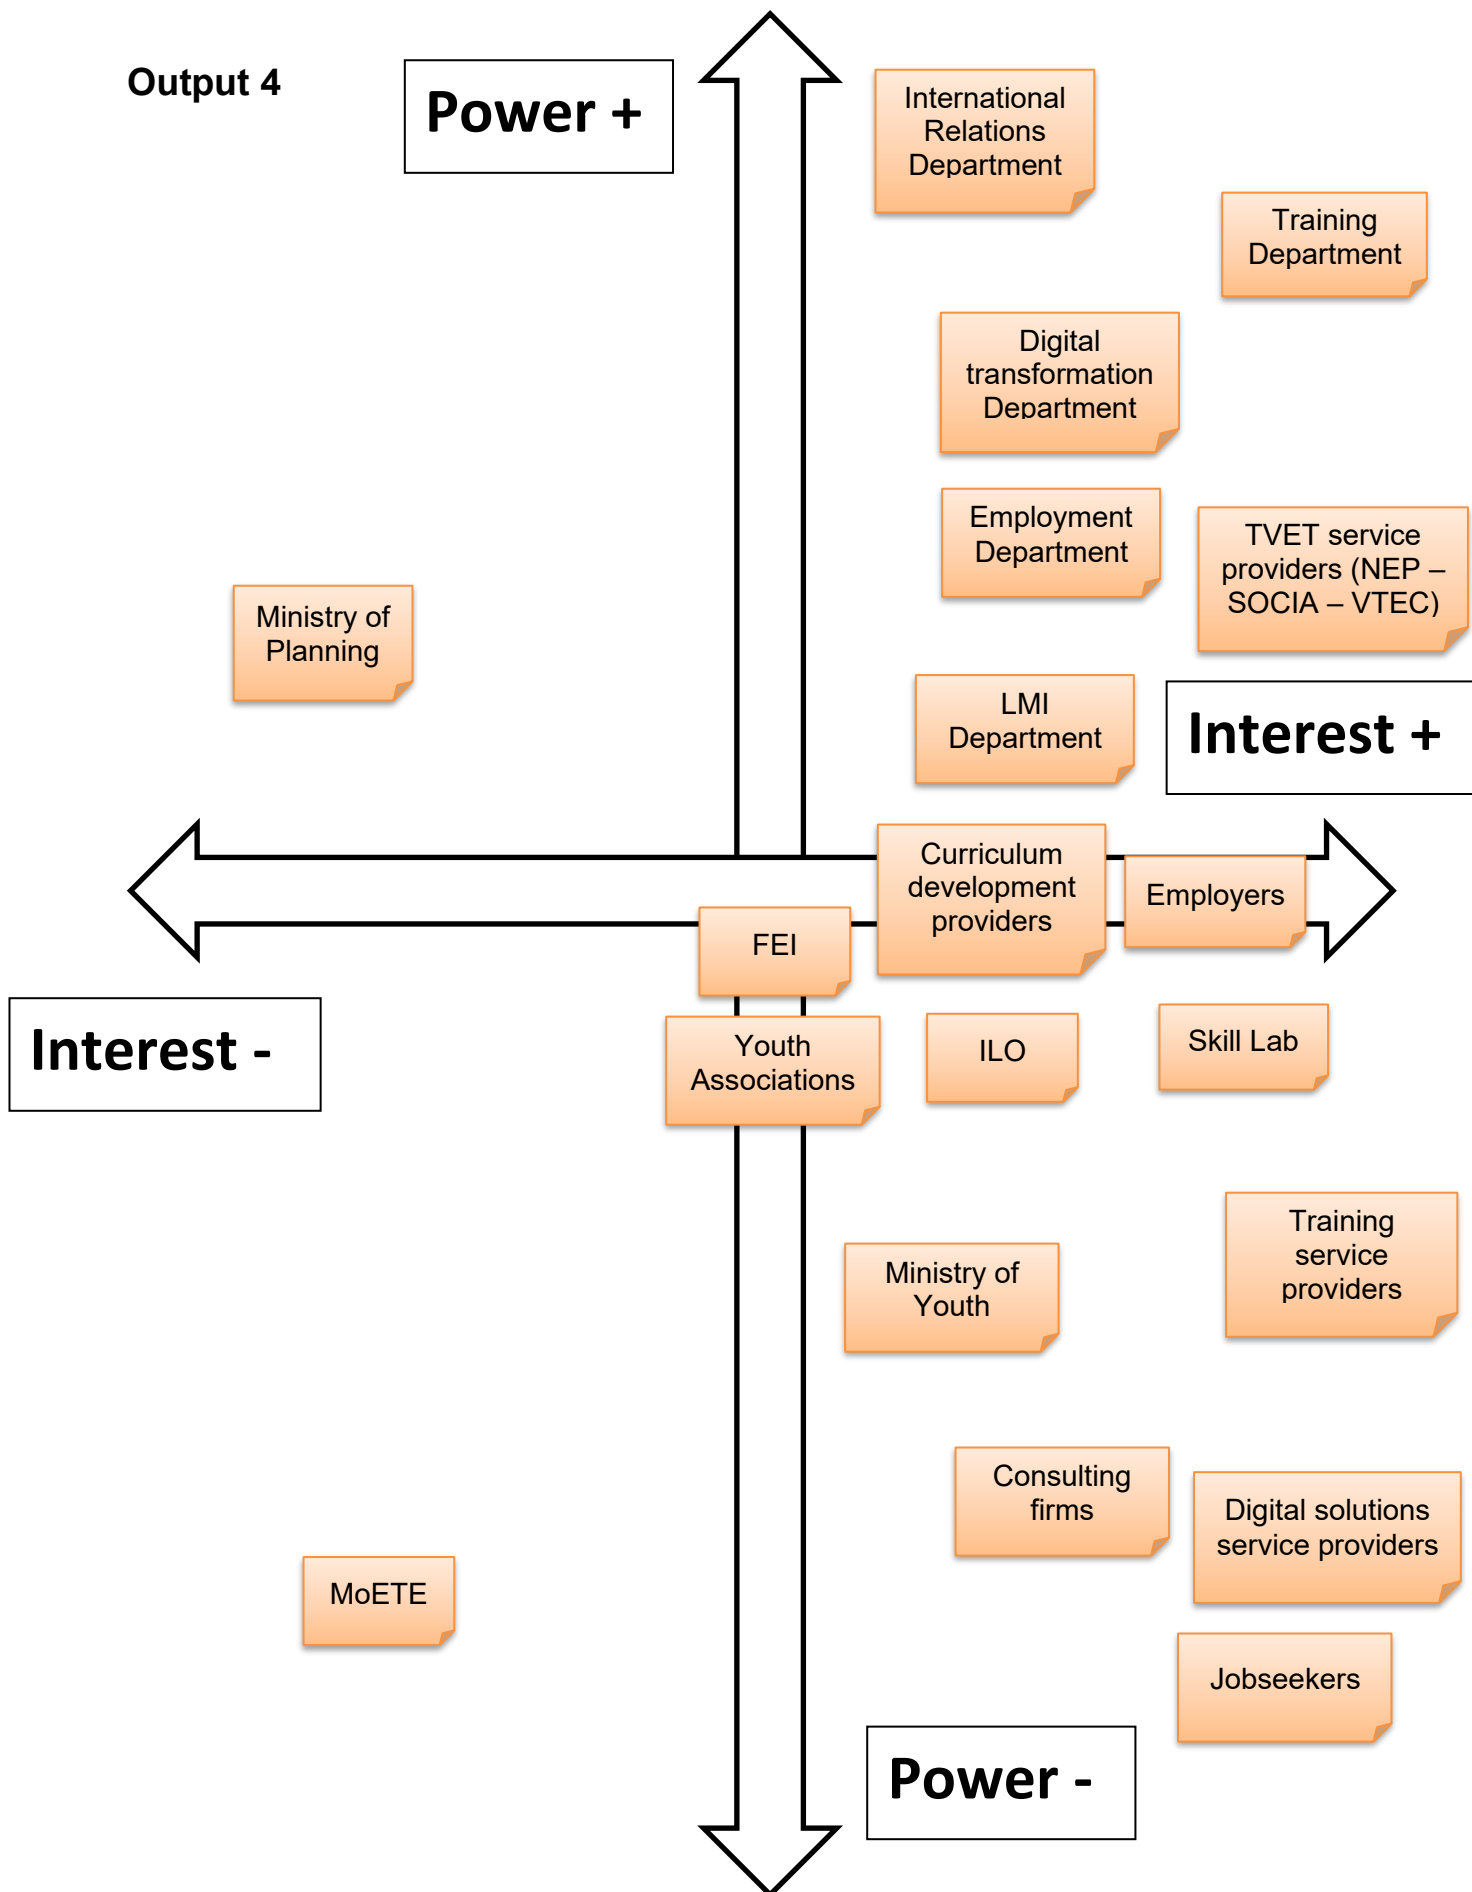 Output 4
Power +
International
Relations
Department
Training
Department
Digital
transformation
Department
Employment
Department
TVET service
providers (NEP –
SOCIA – VTEC)
Ministry of
Planning
LMI
Department
Interest +
Curriculum
development
providers
Employers
FEI
Interest -
Youth
Associations
ILO
Skill Lab
Training
service
providers
Ministry of
Youth
Consulting
firms
Digital solutions
service providers
MoETE
Jobseekers
Power -